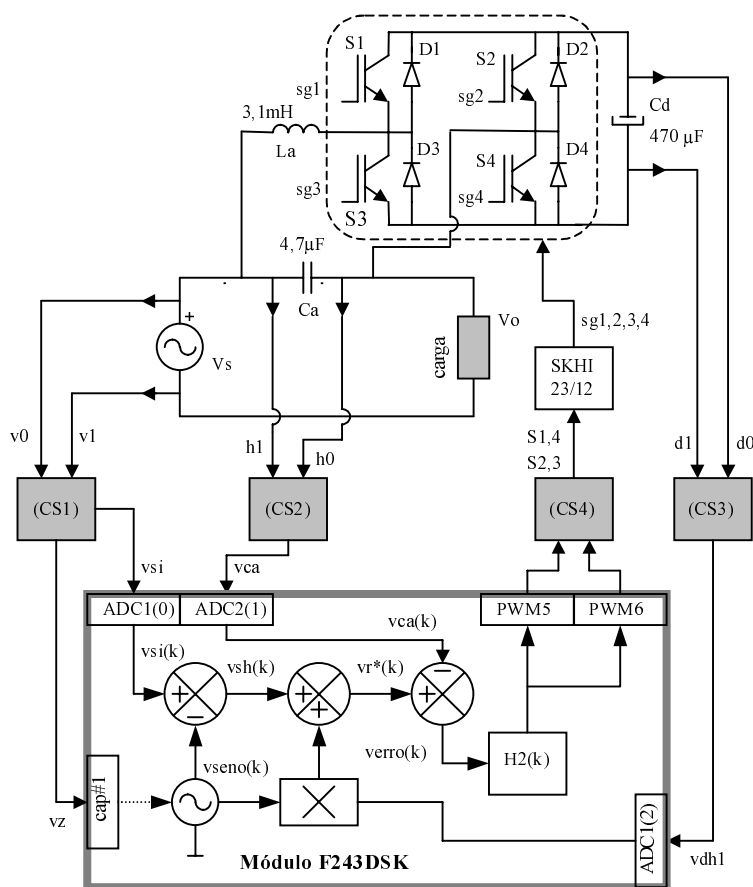 S1
D1
S2
D2
sg1
sg2
3,1mH
Cd
470 µF
La
D3
S4
D4
sg3
sg4
S3
4,7µF
Ca
+
Vs
Vo
carga
sg1,2,3,4
SKHI
23/12
v0
v1
h1
h0
S1,4
S2,3
d1
d0
(CS1)
(CS2)
(CS4)
(CS3)
vsi
vca
ADC1(0)
ADC2(1)
PWM5
PWM6
vca(k)
vsi(k)
vsh(k)
vr*(k)
+
−
+
+
+
−
verro(k)
H2(k)
vseno(k)
cap#1
vz
ADC1(2)
vdh1
Módulo F243DSK